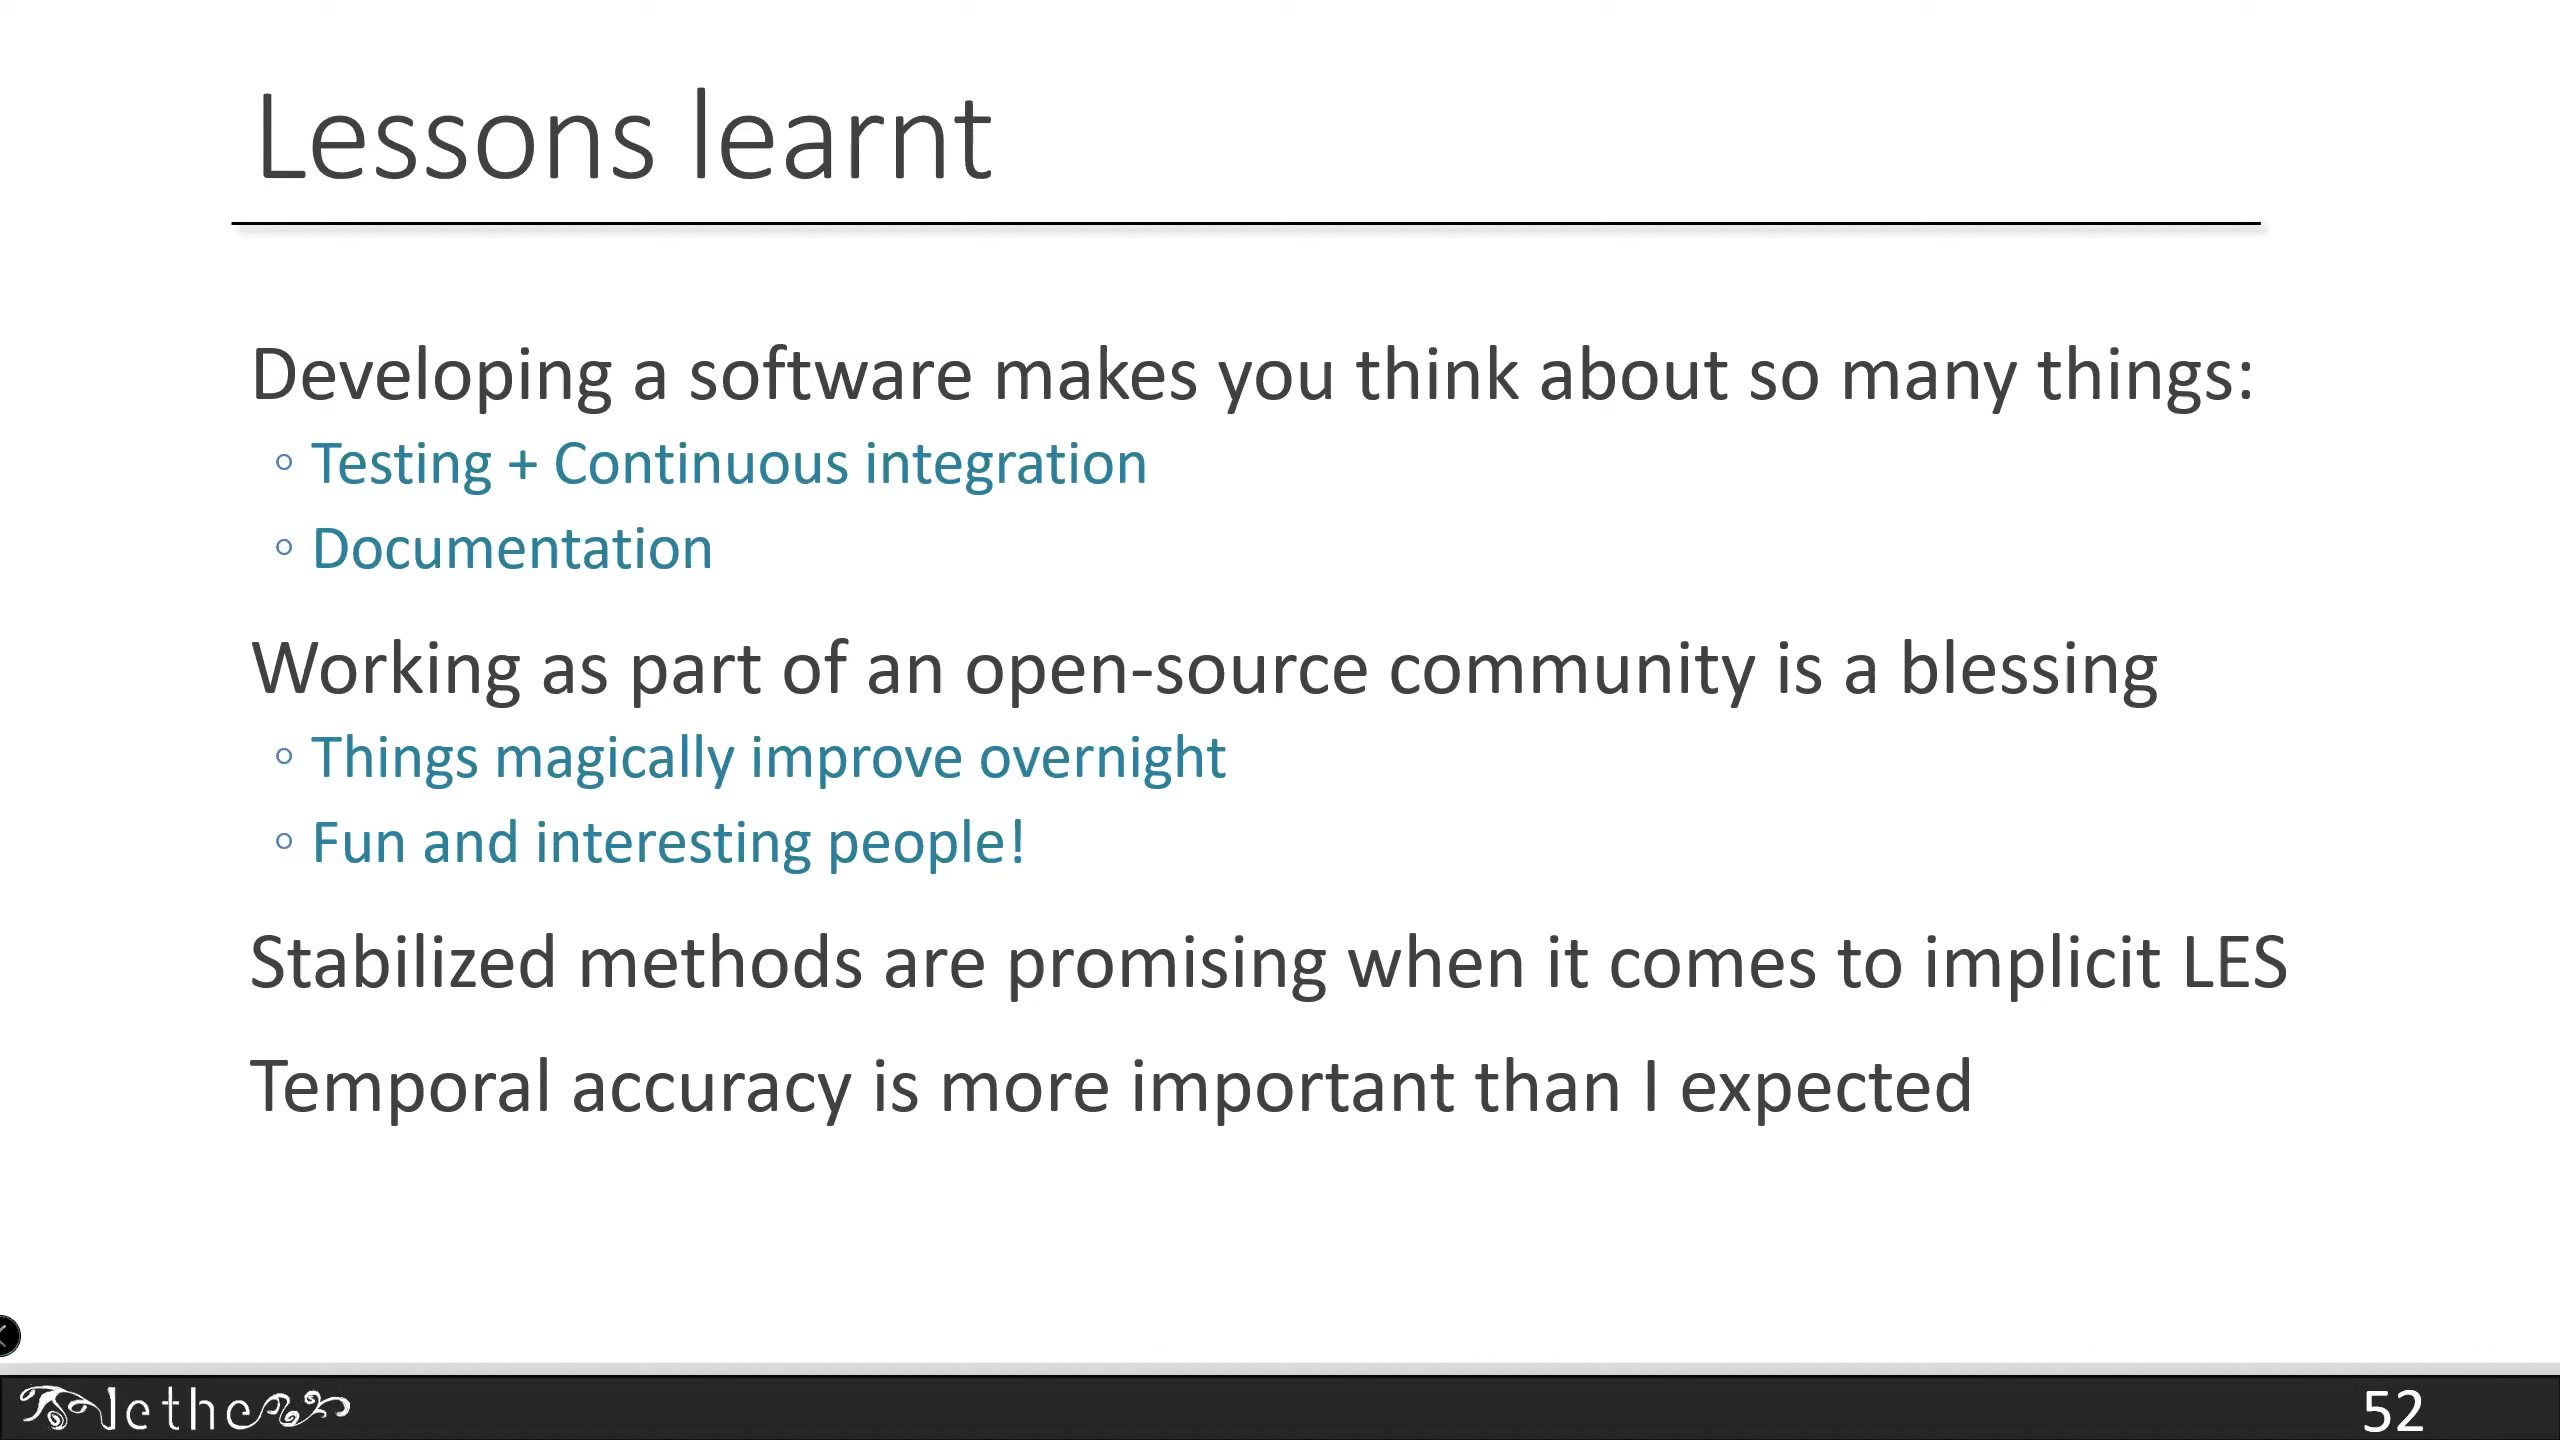 Lessons learnt
Developing a software makes you think about so many things:
◦ Testing + Continuous integration
◦ Documentation
Working as part of an open-source community is a blessing
◦ Things magically improve overnight
◦ Fun and interesting people!
Stabilized methods are promising when it comes to implicit LES
Temporal accuracy is more important than I expected
lethe
52